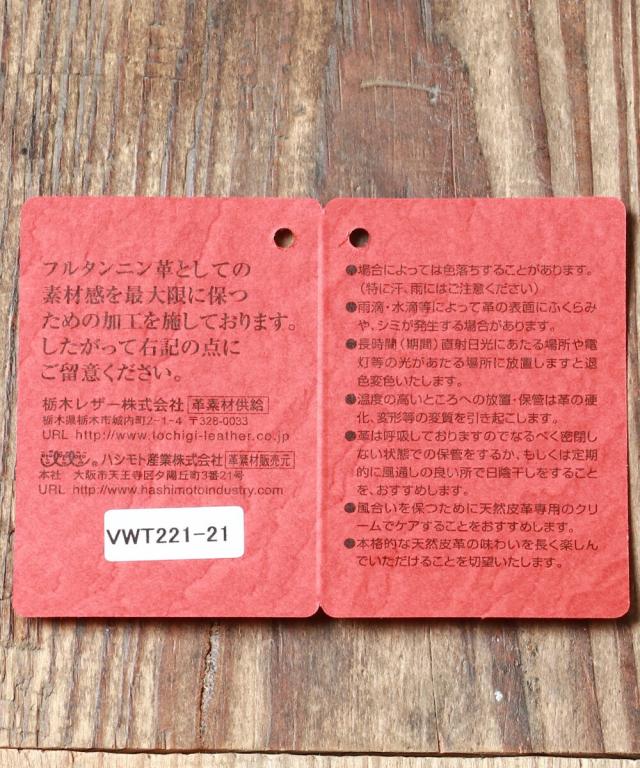 フルタンニン革としての
素材感を最大限に保つ
ための加工を施しております。
したがって右記の点に
ご留意ください。
栃木レザー株式会社 革素材供給
栃木県栃木市城内町2-1-4 〒328-0033
URL http://www.tochigi-leather.co.jp
ハシモト産業株式会社 革素材販売元
本社 大阪市天王寺区夕陽丘町3番21号
URL http://www.hashimotoindustry.com
VWT221-21
●場合によっては色落ちすることがあります。
(特に汗、雨にはご注意ください)
●雨滴・水滴等によって革の表面にふくらみ
や、シミが発生する場合があります。
●長時間(期間)直射日光にあたる場所や電
灯等の光があたる場所に放置しますと退
色変色いたします。
●温度の高いところへの放置・保管は革の硬
化、変形等の変質を引き起こします。
●革は呼吸しておりますのでなるべく密閉し
ない状態での保管をするか、もしくは定期
的に風通しの良い所で日陰干しをすること
を、おすすめします。
●風合いを保つために天然皮革専用のクリ
ームでケアすることをおすすめします。
●本格的な天然皮革の味わいを長く楽しん
でいただけることを切望いたします。